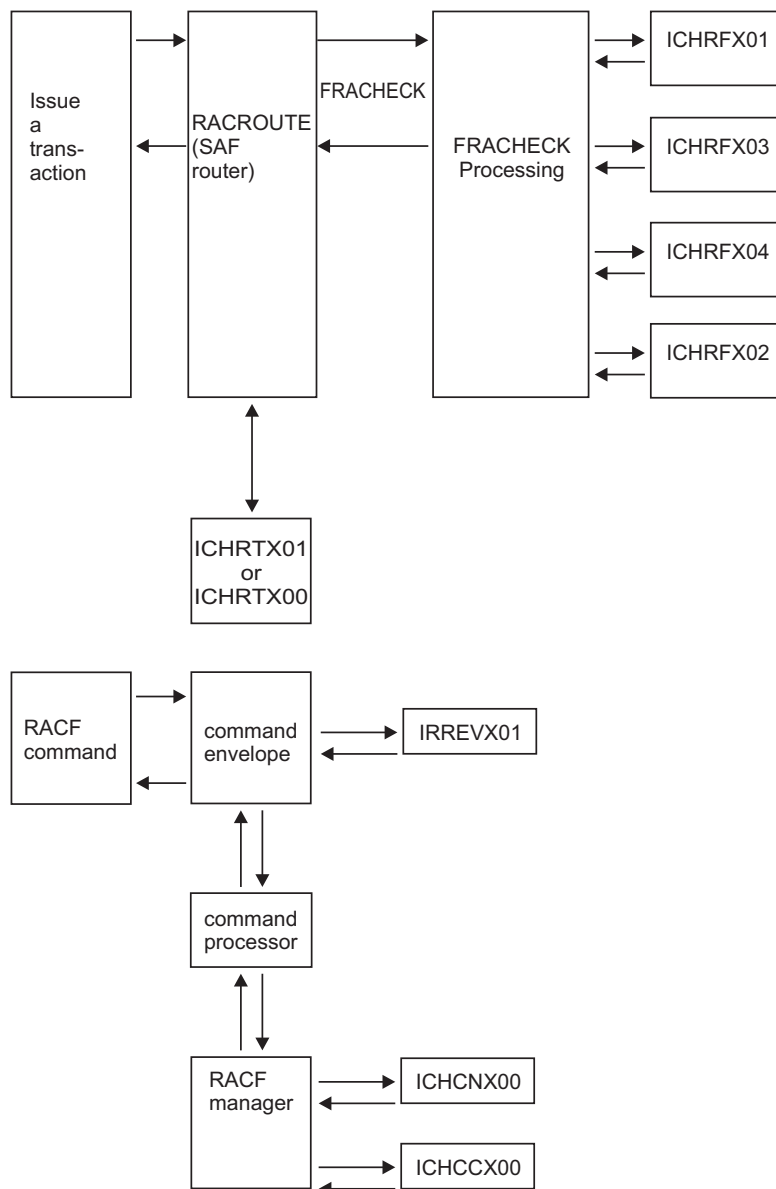 Issue
a
trans-
action
RACROUTE
(SAF
router)
FRACHECK
FRACHECK
Processing
ICHRFX01
ICHRFX03
ICHRFX04
ICHRFX02
ICHRTX01
or
ICHRTX00
RACF
command
command
envelope
IRREVX01
command
processor
RACF
manager
ICHCNX00
ICHCCX00